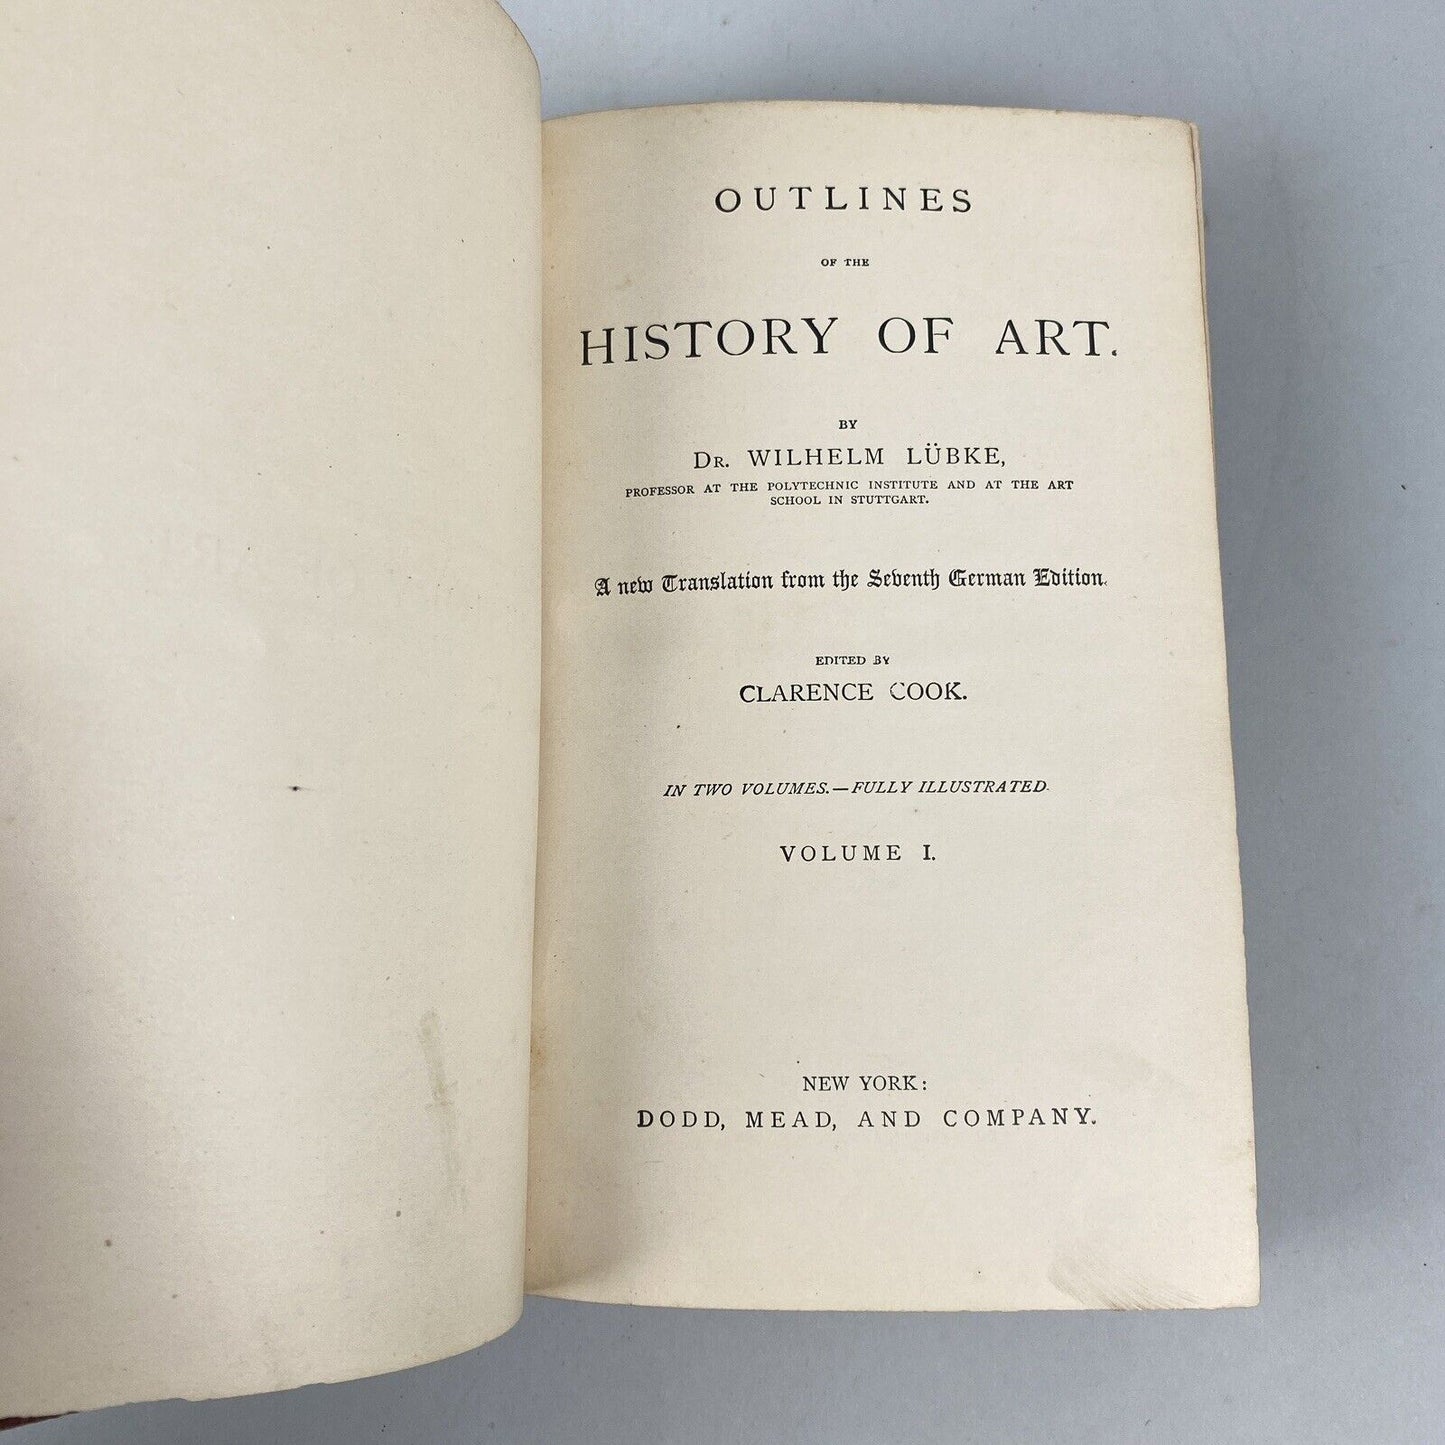 OUTLINES
OF THE
HISTORY OF ART.
BY
DR. WILHELM LÜBKE,
PROFESSOR AT THE POLYTECHNIC INSTITUTE AND AT THE ART
SCHOOL IN STUTTGART.
A new Translation from the Seventh German Edition.
EDITED BY
CLARENCE COOK.
IN TWO VOLUMES.—FULLY ILLUSTRATED.
VOLUME I.
NEW YORK:
DODD, MEAD, AND COMPANY.